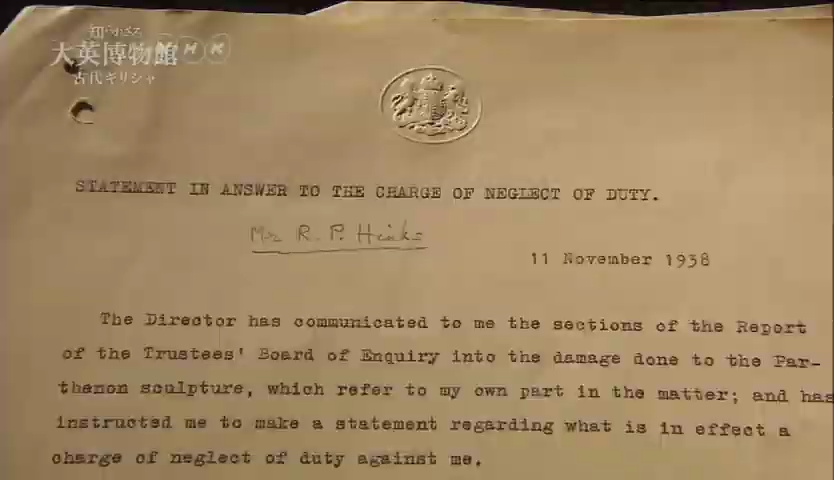 知られざる
大英博物館
NHK
古代ギリシャ
STATEMENT IN ANSWER TO THE CHARGE OF NEGLECT OF DUTY.
Mr R. P. Hinks
11 November 1938
The Director has communicated to me the sections of the Report
of the Trustees' Board of Enquiry into the damage done to the Par-
thenon sculpture, which refer to my own part in the matter; and has
instructed me to make a statement regarding what is in effect a
charge of neglect of duty against me.